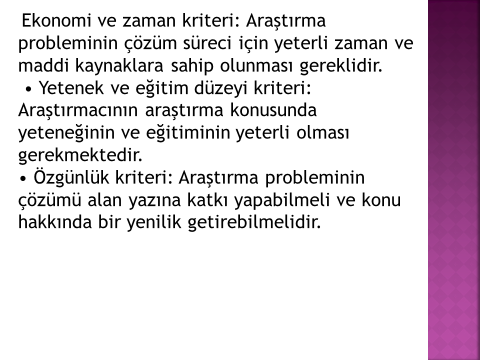 Ekonomi ve zaman kriteri: Araştırma
probleminin çözüm süreci için yeterli zaman ve
maddi kaynaklara sahip olunması gereklidir.
• Yetenek ve eğitim düzeyi kriteri:
Araştırmacının araştırma konusunda
yeteneğinin ve eğitiminin yeterli olması
gerekmektedir.
• Özgünlük kriteri: Araştırma probleminin
çözümü alan yazına katkı yapabilmeli ve konu
hakkında bir yenilik getirebilmelidir.